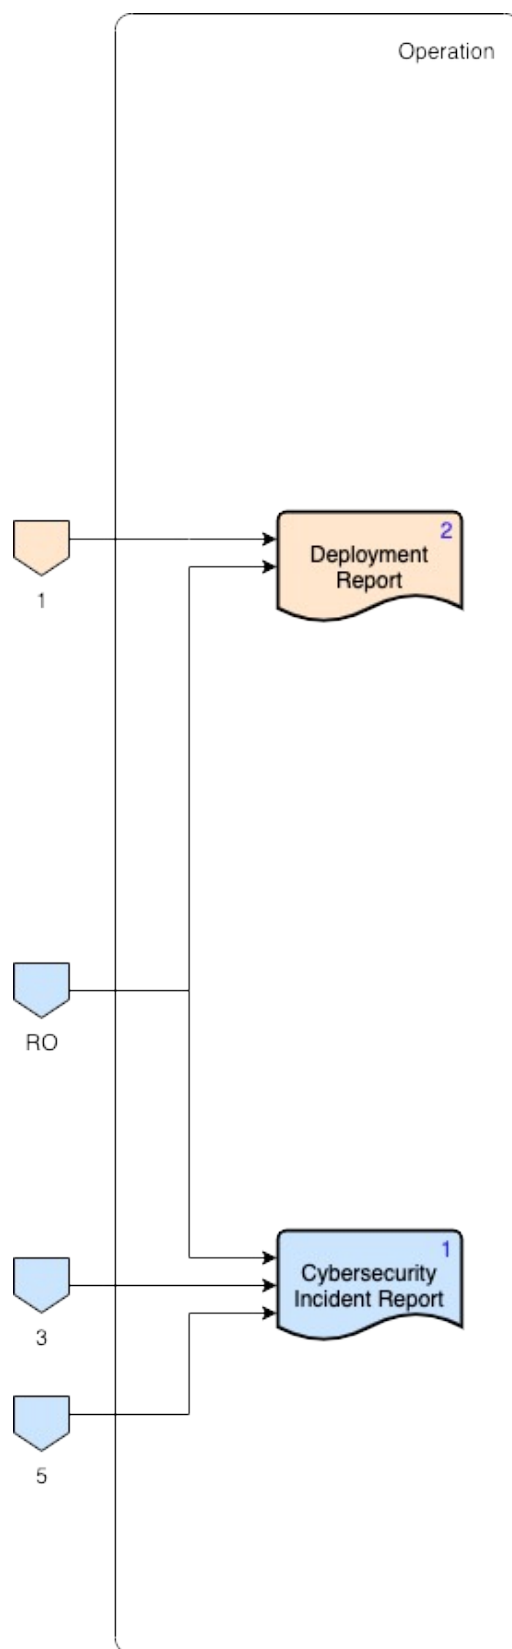 Operation
2
Deployment
Report
1
RO
1
Cybersecurity
Incident Report
3
5